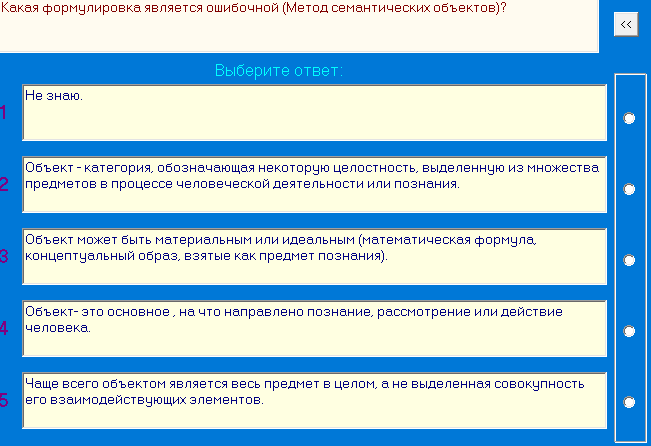 Какая формулировка является ошибочной (Метод семантических объектов)?
<<
Выберите ответ:
1
Не знаю.
2
Объект - категория, обозначающая некоторую целостность, выделенную из множества
предметов в процессе человеческой деятельности или познания.
3
Объект может быть материальным или идеальным (математическая формула,
концептуальный образ, взятые как предмет познания).
4
Объект- это основное , на что направлено познание, рассмотрение или действие
человека.
5
Чаще всего объектом является весь предмет в целом, а не выделенная совокупность
его взаимодействующих элементов.